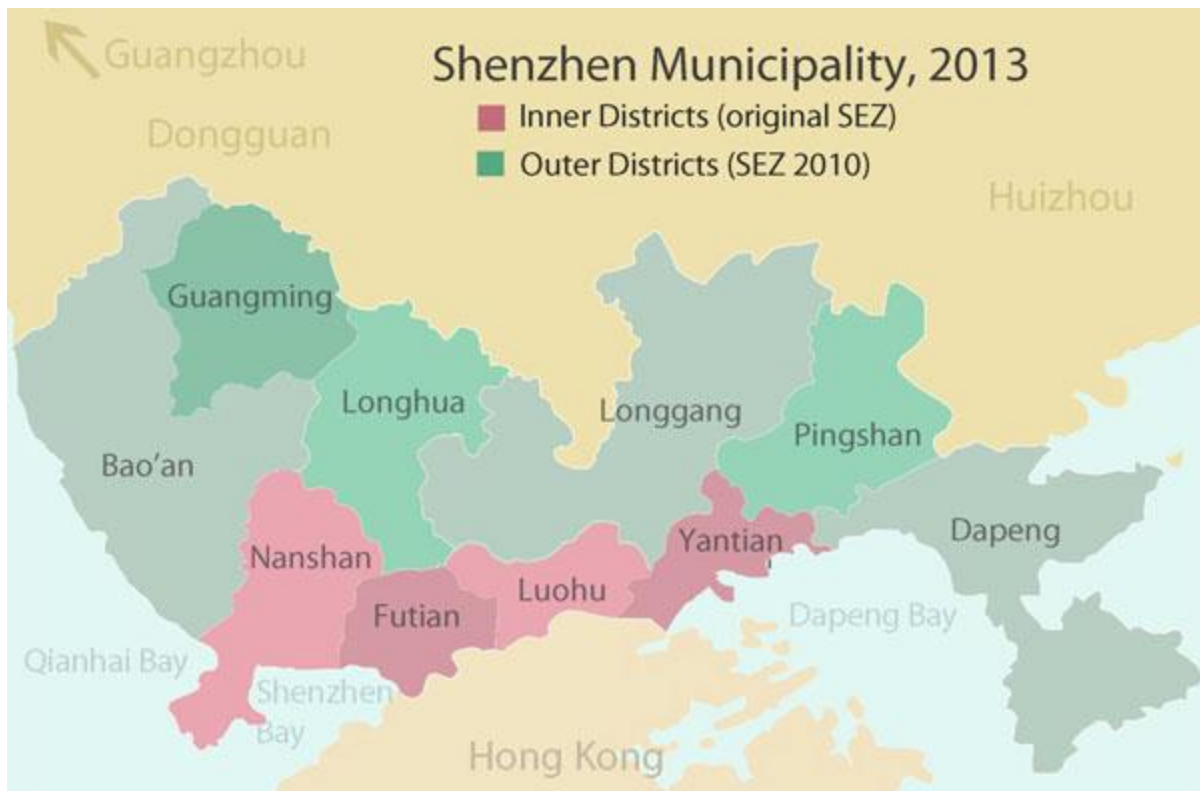 Guangzhou
Shenzhen Municipality, 2013
Inner Districts (original SEZ)
Dongguan
Outer Districts (SEZ 2010)
Huizhou
Guangming
Longhua
Longgang
Pingshan
Bao'an
Dapeng
Yantian
Nanshan
Luohu
Futian
Dapeng Bay
Qianhai Bay
Shenzhen
Bay
Hong Kong